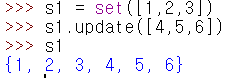 >>> s1 = set([1,2,3])
>>> s1.update([4,5,6])
>>> s1
{1, 2, 3, 4, 5, 6}